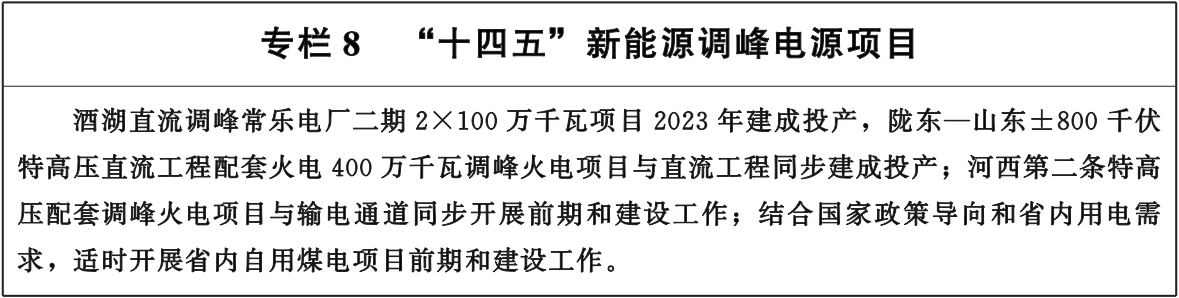 专栏 8 “十四五”新能源调峰电源项目
酒湖直流调峰常乐电厂二期 2×100 万千瓦项目 2023 年建成投产，陇东—山东±800 千伏
特高压直流工程配套火电 400 万千瓦调峰火电项目与直流工程同步建成投产；河西第二条特高
压配套调峰火电项目与输电通道同步开展前期和建设工作；结合国家政策导向和省内用电需
求，适时开展省内自用煤电项目前期和建设工作。